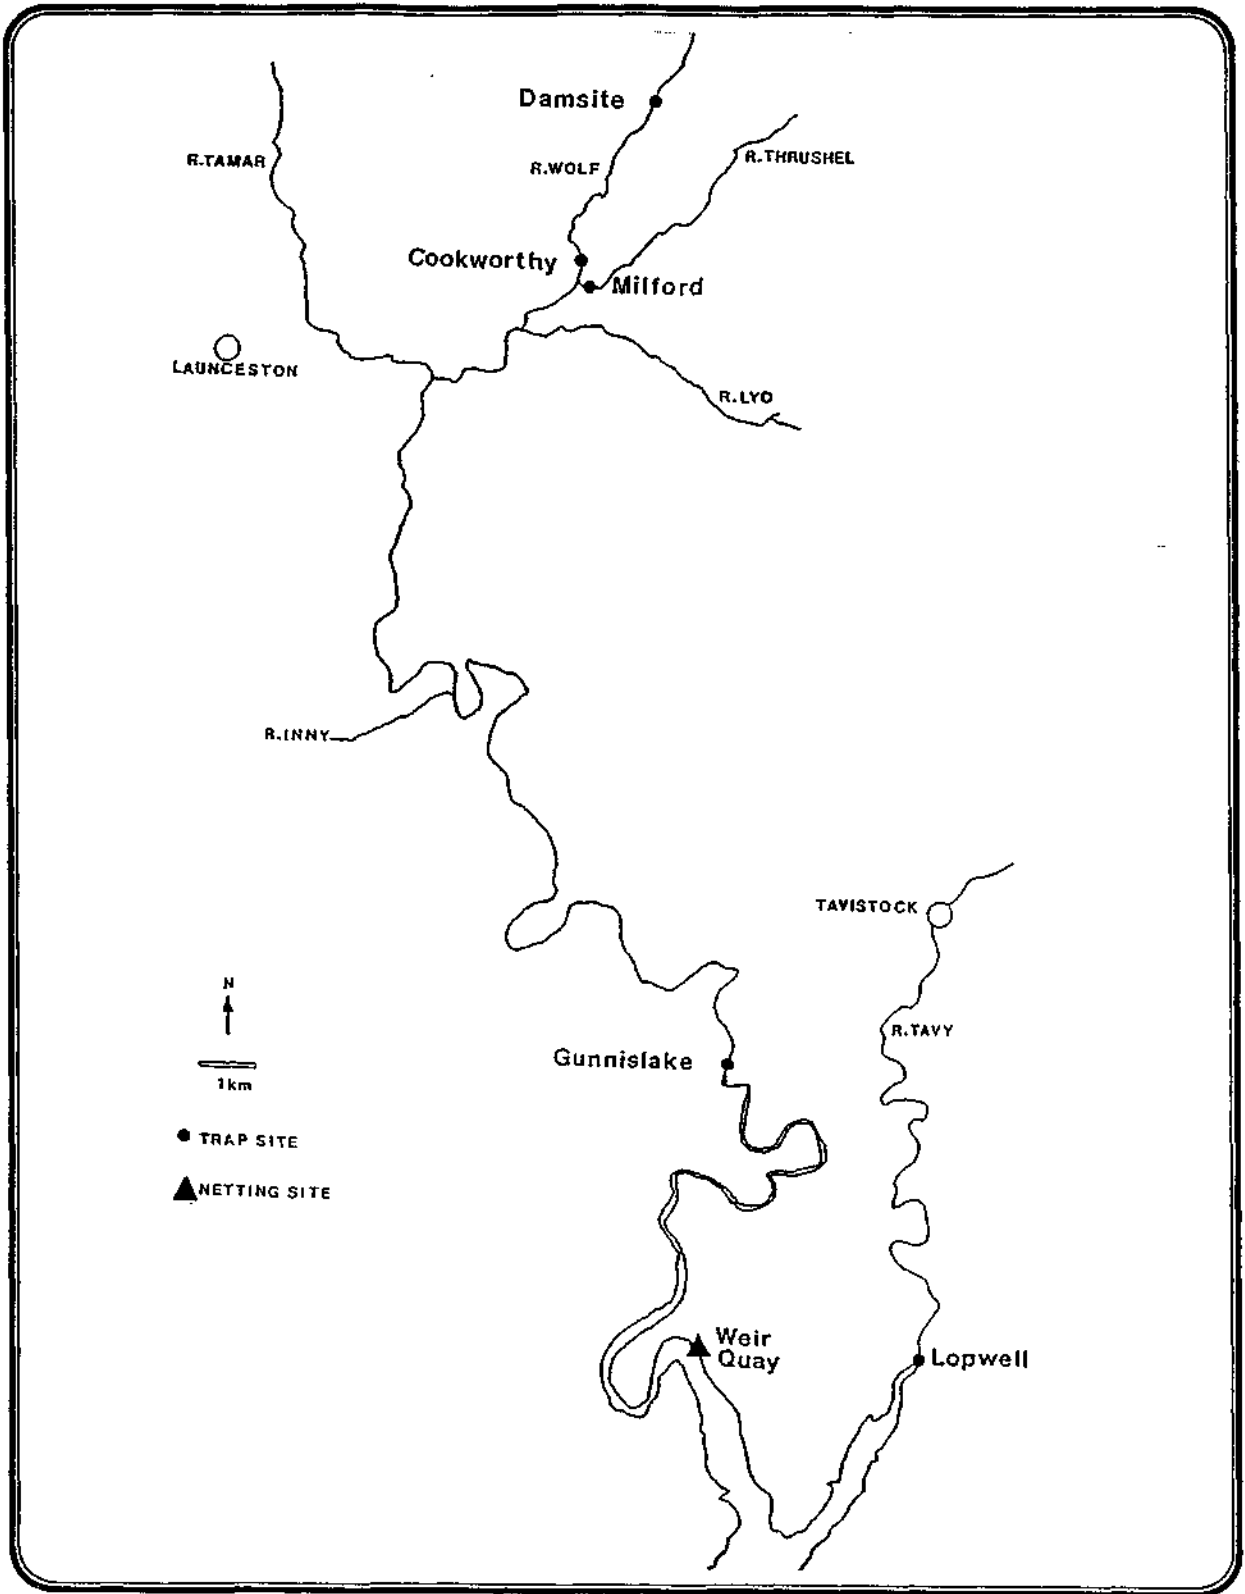 Damsite
R.TAMAR
R.WOLF
R.THRUSHEL
Cookworthy
Milford
LAUNCESTON
R.LYD
R.INNY
TAVISTOCK
N
R.TAVY
Gunnislake
1km
TRAP SITE
NETTING SITE
Weir
Quay
Lopwell